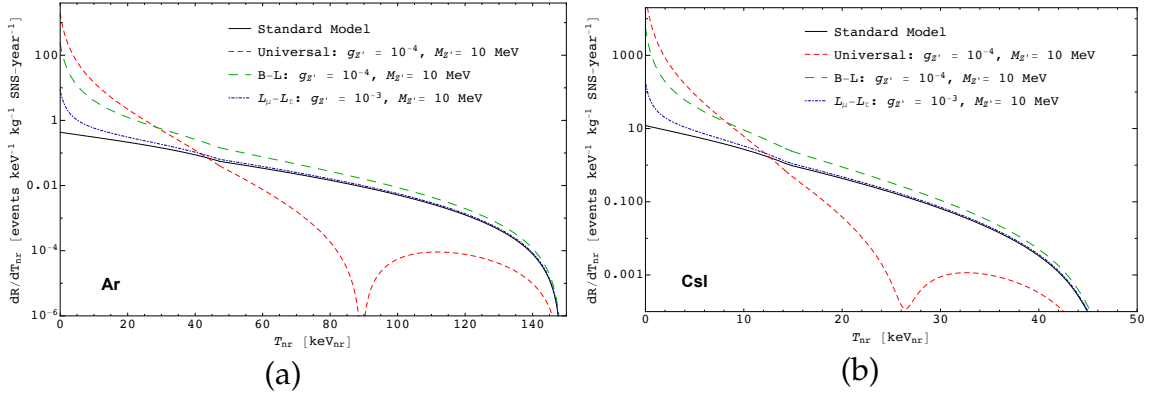 dR/dTnr [events keV⁻¹ kg⁻¹ SNS-year⁻¹]
100
1
0.01
10⁻⁴
10⁻⁶
Standard Model
Universal: gZ' = 10⁻⁴, MZ'= 10 MeV
B-L: gZ' = 10⁻⁴, MZ'= 10 MeV
Lμ-Lτ: gZ' = 10⁻³, MZ'= 10 MeV
Ar
0 20 40 60 80 100 120 140
Tnr [keVnr]
(a)
dR/dTnr [events keV⁻¹ kg⁻¹ SNS-year⁻¹]
1000
10
0.100
0.001
Standard Model
Universal: gZ' = 10⁻⁴, MZ'= 10 MeV
B-L: gZ' = 10⁻⁴, MZ'= 10 MeV
Lμ-Lτ: gZ' = 10⁻³, MZ'= 10 MeV
CsI
0 10 20 30 40 50
Tnr [keVnr]
(b)